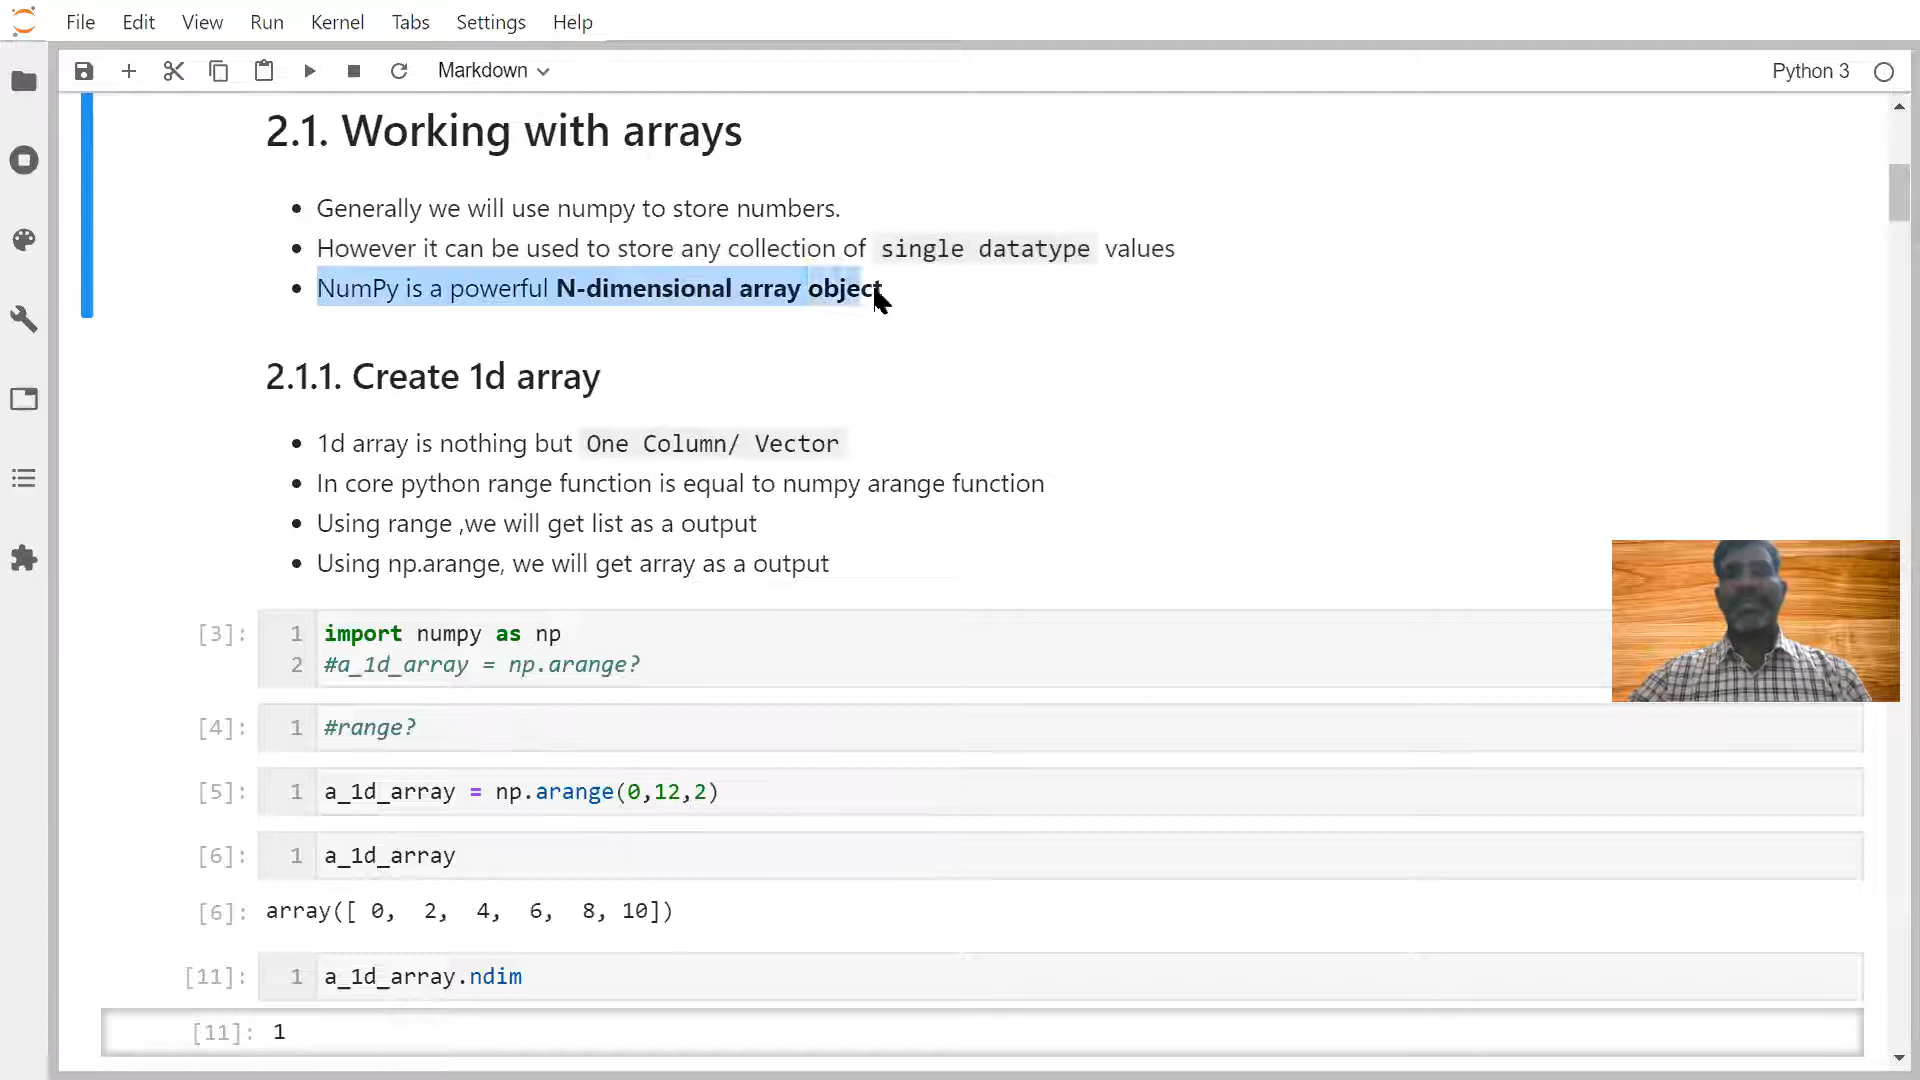 File Edit View Run Kernel Tabs Settings Help
Markdown Python 3
2.1. Working with arrays
• Generally we will use numpy to store numbers.
• However it can be used to store any collection of single datatype values
• NumPy is a powerful N-dimensional array object
2.1.1. Create 1d array
• 1d array is nothing but One Column/ Vector
• In core python range function is equal to numpy arange function
• Using range ,we will get list as a output
• Using np.arange, we will get array as a output
[3]: 1 import numpy as np
2 #a_1d_array = np.arange?
[4]: 1 #range?
[5]: 1 a_1d_array = np.arange(0,12,2)
[6]: 1 a_1d_array
[6]: array([ 0,  2,  4,  6,  8, 10])
[11]: 1 a_1d_array.ndim
[11]: 1